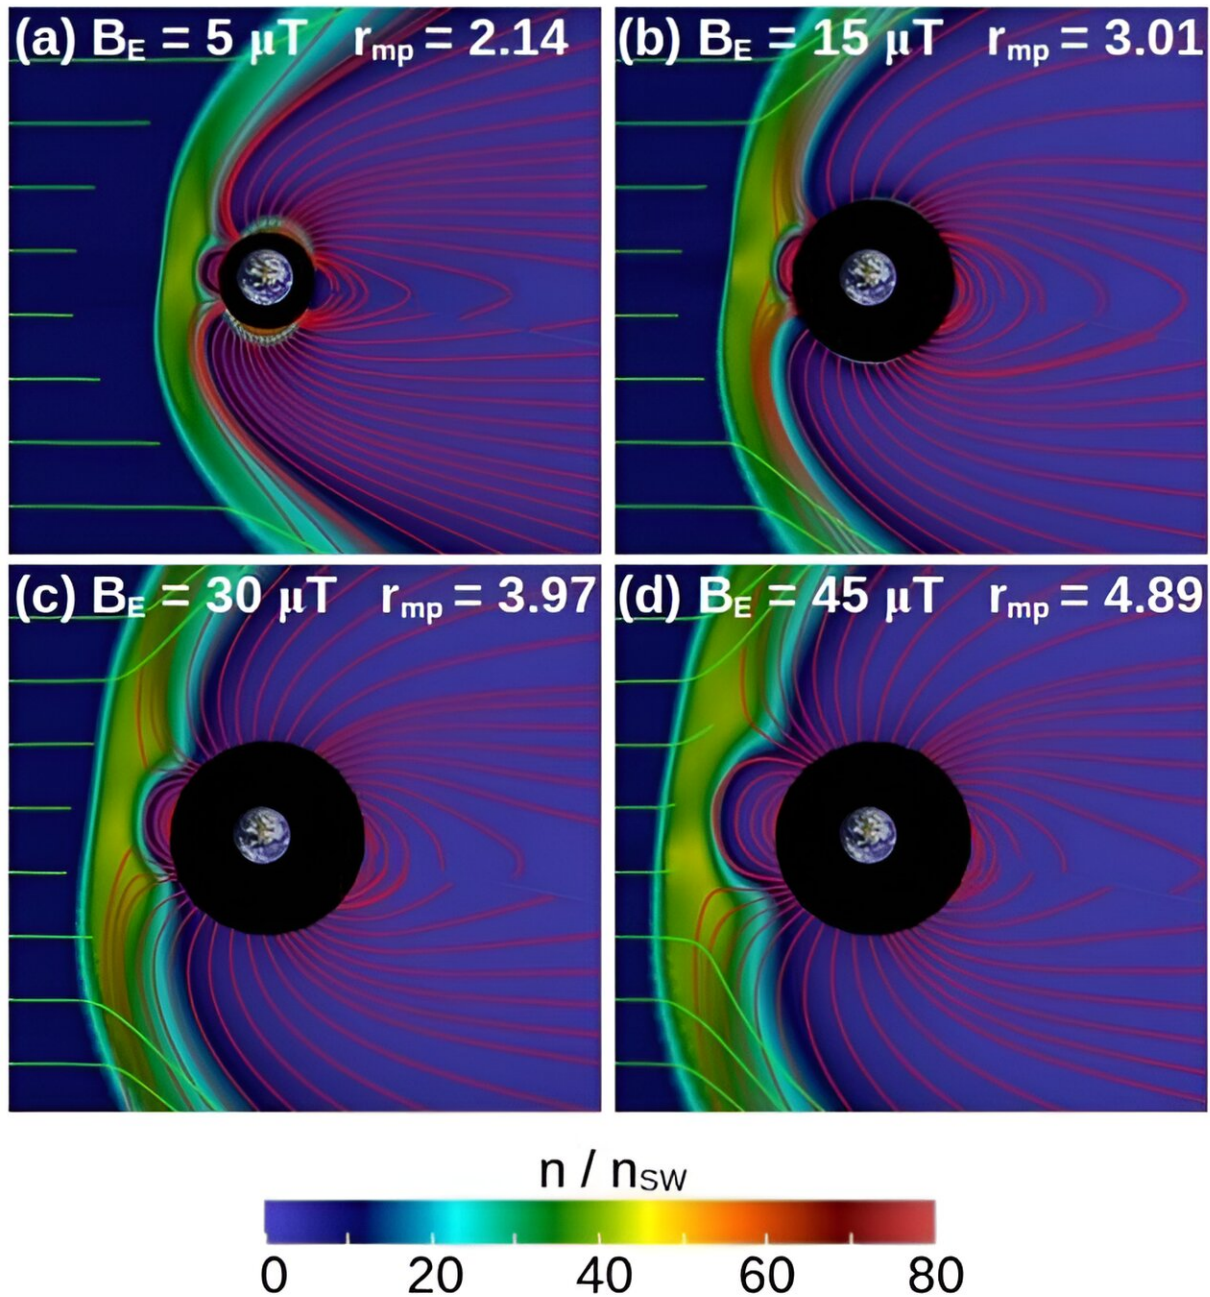 (a) B_E = 5 μT r_mp = 2.14
(b) B_E = 15 μT r_mp = 3.01
(c) B_E = 30 μT r_mp = 3.97
(d) B_E = 45 μT r_mp = 4.89
n / n_SW
0 20 40 60 80